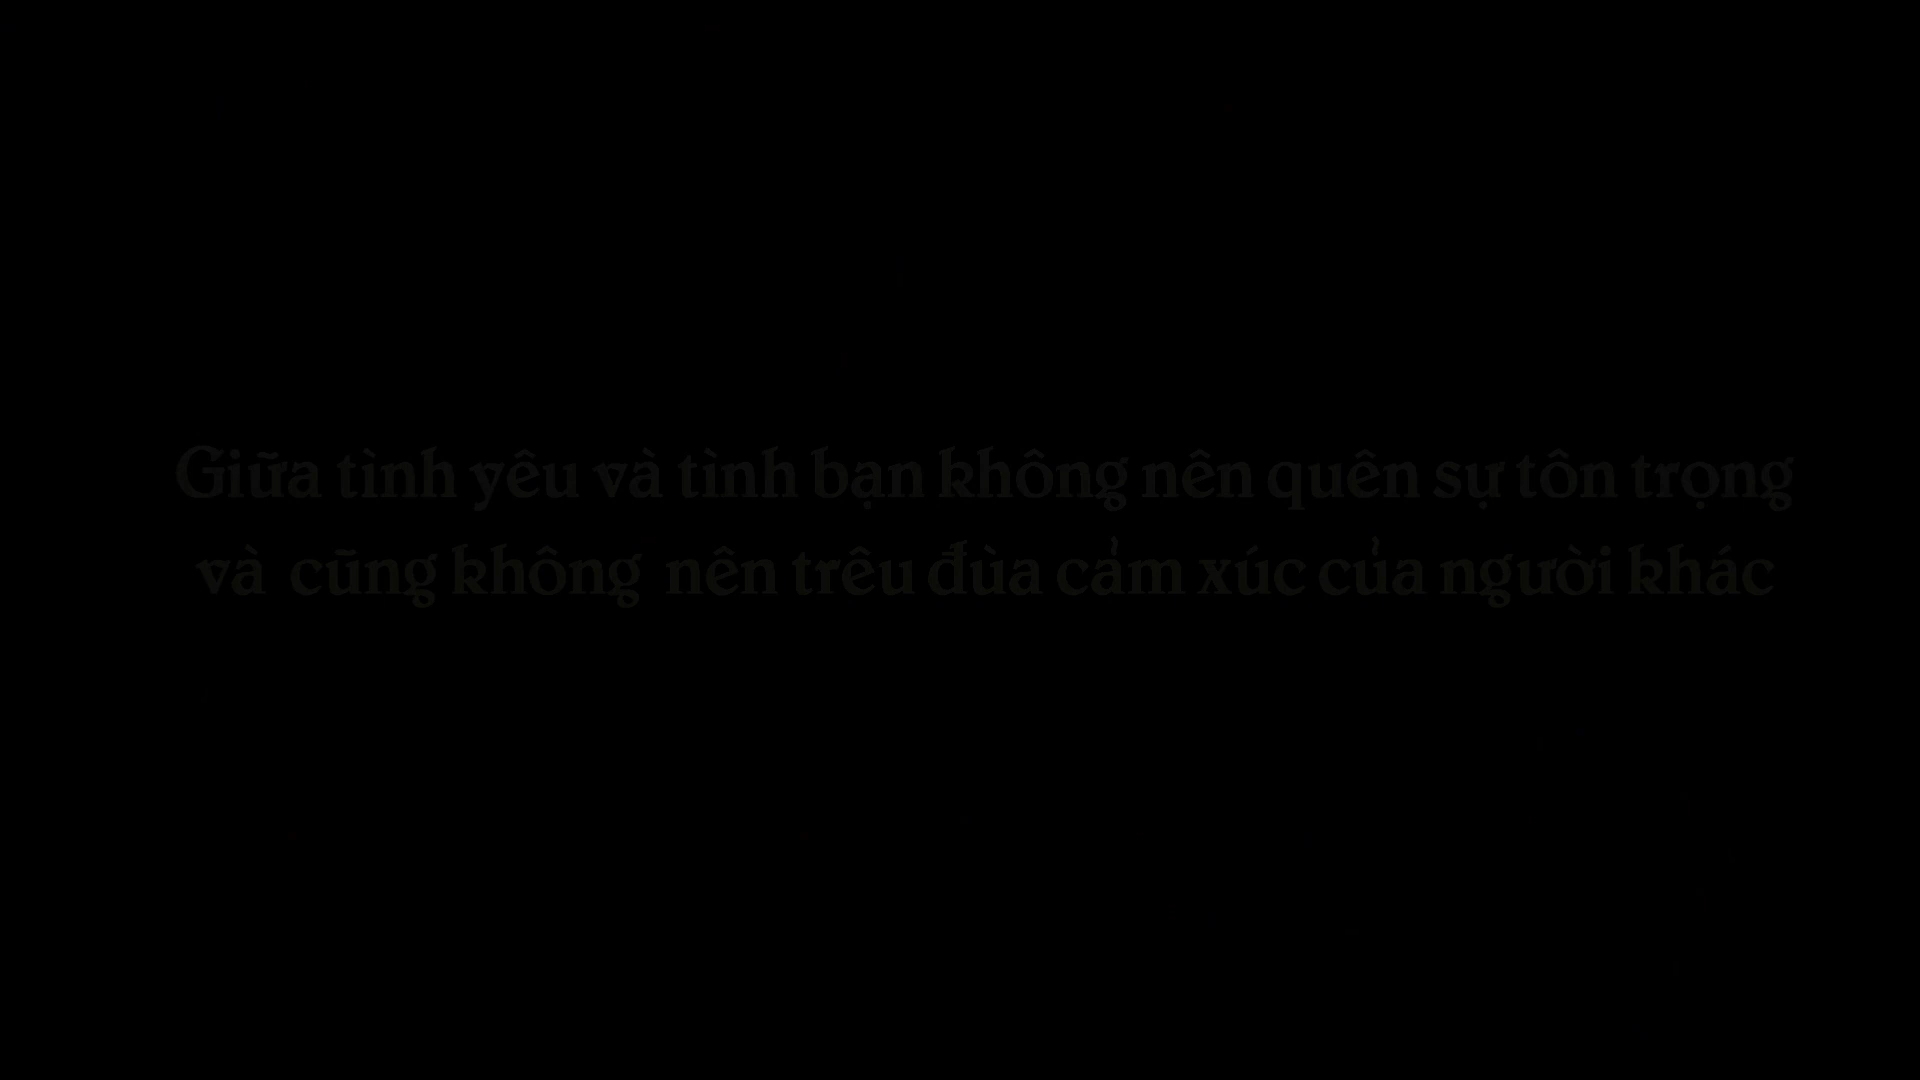 Giữa tình yêu và tình bạn không nên quên sự tôn trọng
và cũng không nên trêu đùa cảm xúc của người khác